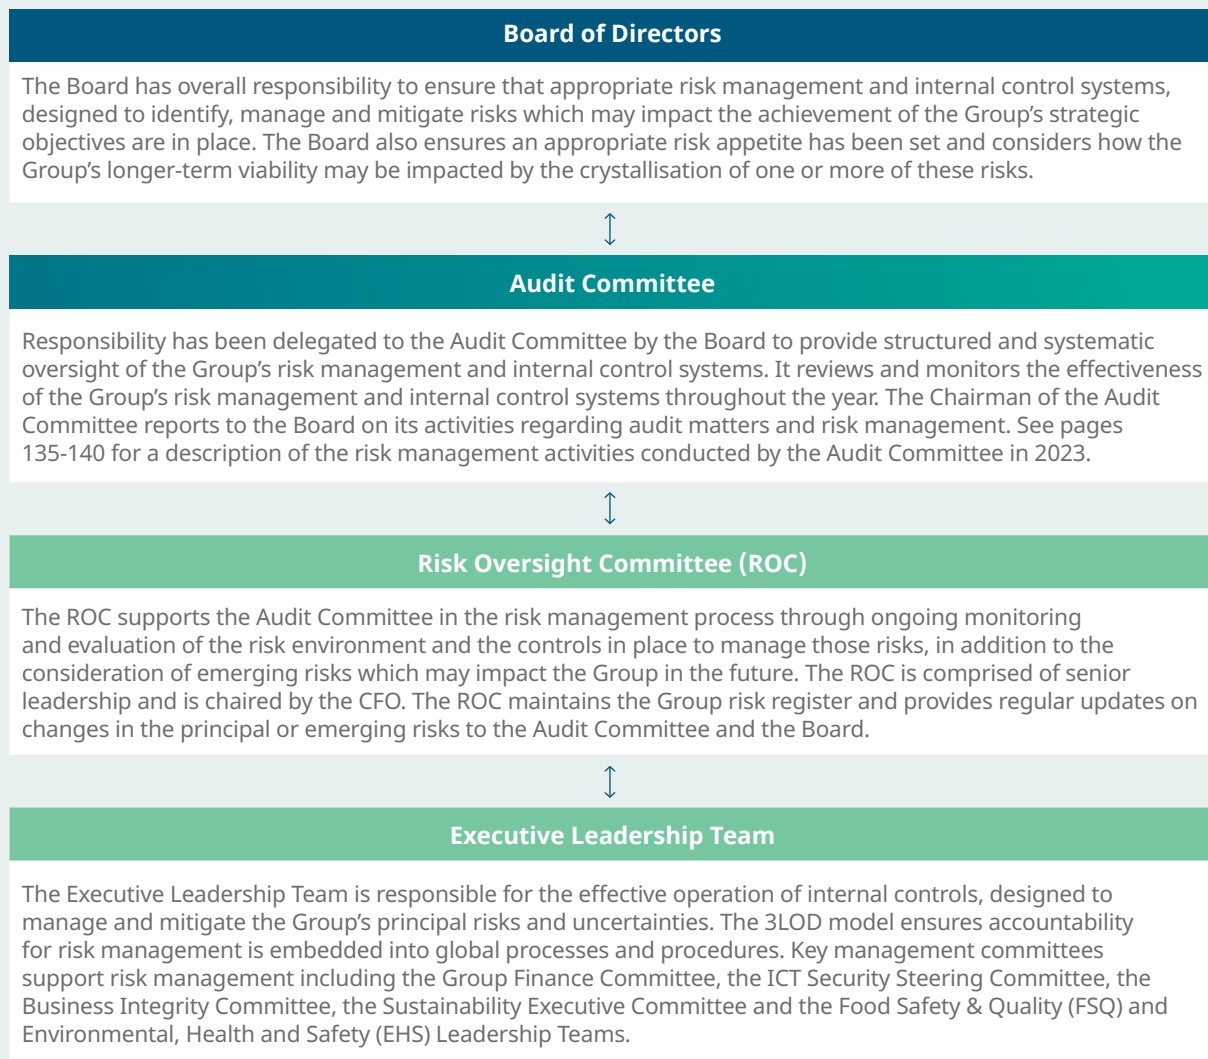 Board of Directors
The Board has overall responsibility to ensure that appropriate risk management and internal control systems,
designed to identify, manage and mitigate risks which may impact the achievement of the Group’s strategic
objectives are in place. The Board also ensures an appropriate risk appetite has been set and considers how the
Group’s longer-term viability may be impacted by the crystallisation of one or more of these risks.
Audit Committee
Responsibility has been delegated to the Audit Committee by the Board to provide structured and systematic
oversight of the Group’s risk management and internal control systems. It reviews and monitors the effectiveness
of the Group’s risk management and internal control systems throughout the year. The Chairman of the Audit
Committee reports to the Board on its activities regarding audit matters and risk management. See pages
135-140 for a description of the risk management activities conducted by the Audit Committee in 2023.
Risk Oversight Committee (ROC)
The ROC supports the Audit Committee in the risk management process through ongoing monitoring
and evaluation of the risk environment and the controls in place to manage those risks, in addition to the
consideration of emerging risks which may impact the Group in the future. The ROC is comprised of senior
leadership and is chaired by the CFO. The ROC maintains the Group risk register and provides regular updates on
changes in the principal or emerging risks to the Audit Committee and the Board.
Executive Leadership Team
The Executive Leadership Team is responsible for the effective operation of internal controls, designed to
manage and mitigate the Group’s principal risks and uncertainties. The 3LOD model ensures accountability
for risk management is embedded into global processes and procedures. Key management committees
support risk management including the Group Finance Committee, the ICT Security Steering Committee, the
Business Integrity Committee, the Sustainability Executive Committee and the Food Safety & Quality (FSQ) and
Environmental, Health and Safety (EHS) Leadership Teams.